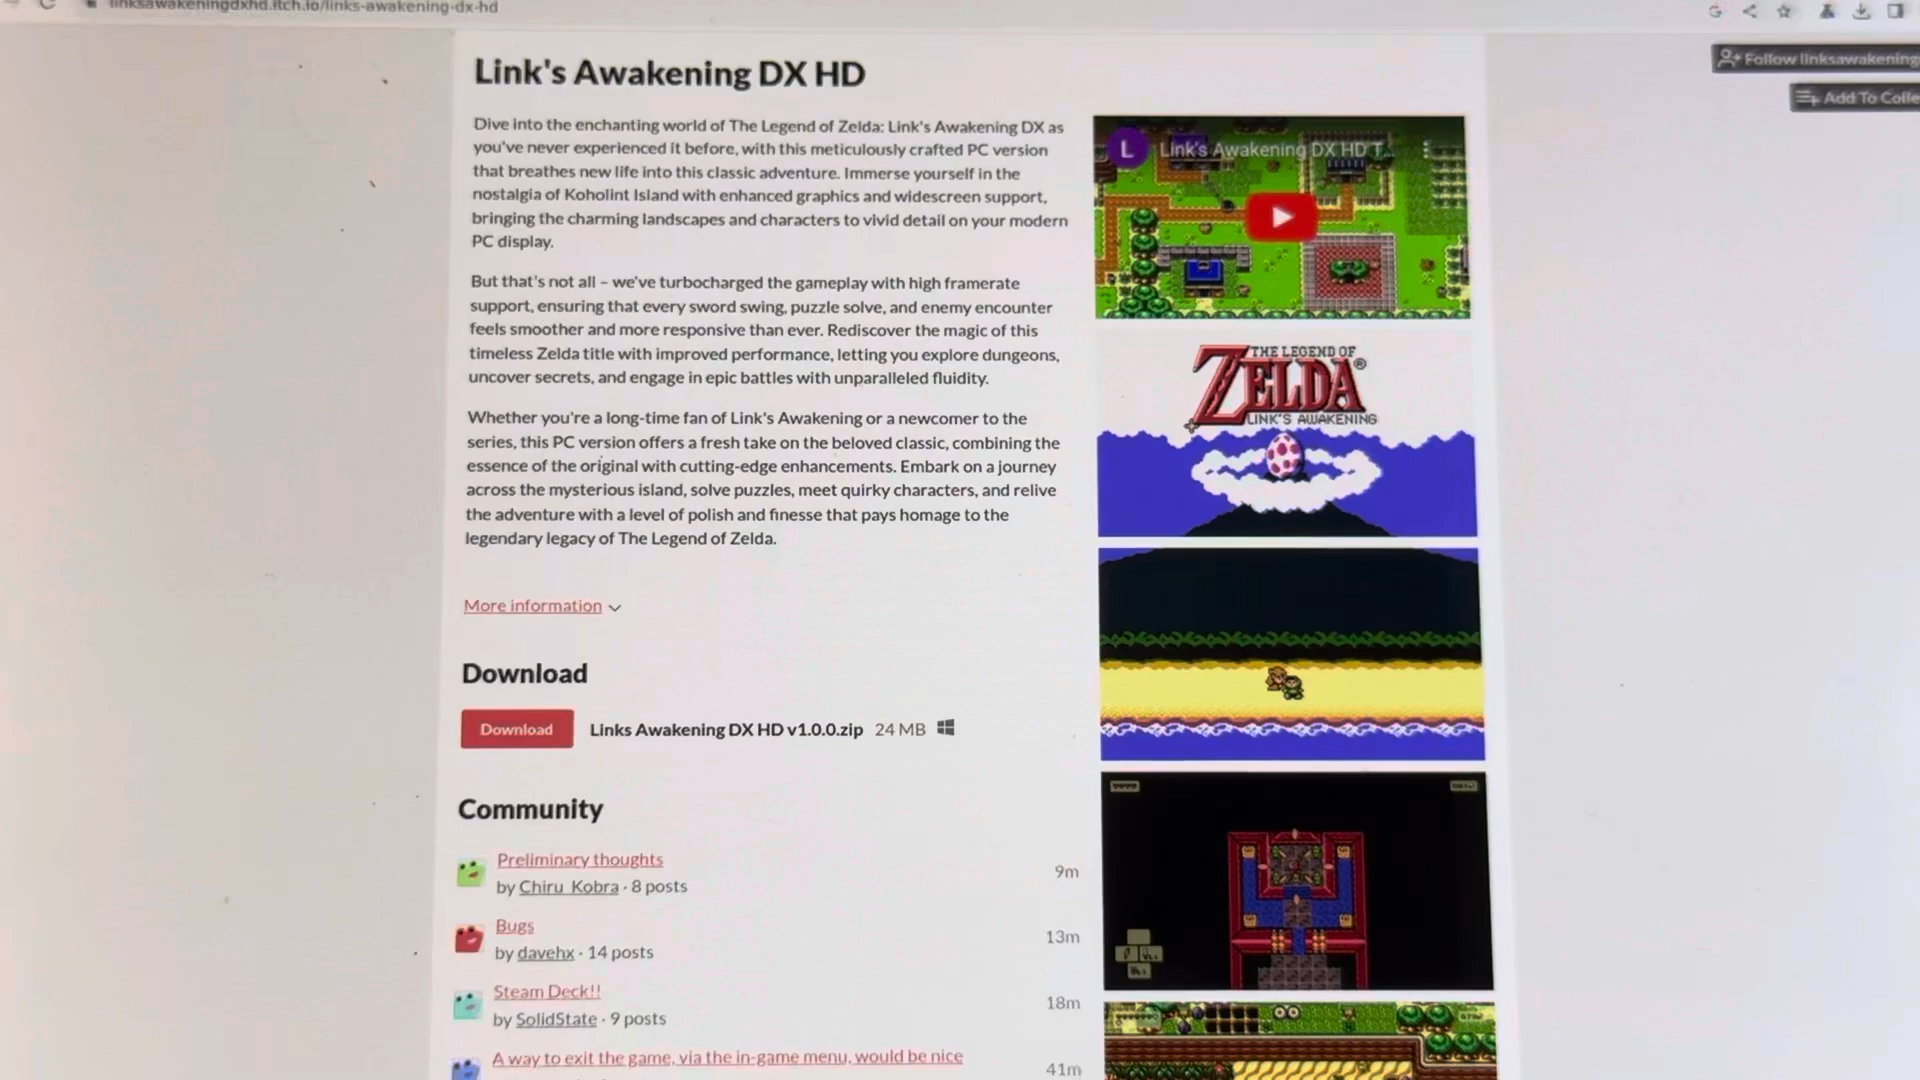 linksawakeningdxhd.itch.io/links-awakening-dx-hd
Follow linksawakening
Add To Colle
Link's Awakening DX HD
Dive into the enchanting world of The Legend of Zelda: Link's Awakening DX as
you've never experienced it before, with this meticulously crafted PC version
that breathes new life into this classic adventure. Immerse yourself in the
nostalgia of Koholint Island with enhanced graphics and widescreen support,
bringing the charming landscapes and characters to vivid detail on your modern
PC display.
But that's not all – we've turbocharged the gameplay with high framerate
support, ensuring that every sword swing, puzzle solve, and enemy encounter
feels smoother and more responsive than ever. Rediscover the magic of this
timeless Zelda title with improved performance, letting you explore dungeons,
uncover secrets, and engage in epic battles with unparalleled fluidity.
Whether you're a long-time fan of Link's Awakening or a newcomer to the
series, this PC version offers a fresh take on the beloved classic, combining the
essence of the original with cutting-edge enhancements. Embark on a journey
across the mysterious island, solve puzzles, meet quirky characters, and relive
the adventure with a level of polish and finesse that pays homage to the
legendary legacy of The Legend of Zelda.
More information
Download
Download Links Awakening DX HD v1.0.0.zip 24 MB
Community
Preliminary thoughts
by Chiru_Kobra · 8 posts 9m
Bugs
by davehx · 14 posts 13m
Steam Deck!!
by SolidState · 9 posts 18m
A way to exit the game, via the in-game menu, would be nice
41m
L Link's Awakening DX HD T
THE LEGEND OF
ZELDA®
LINK'S AWAKENING